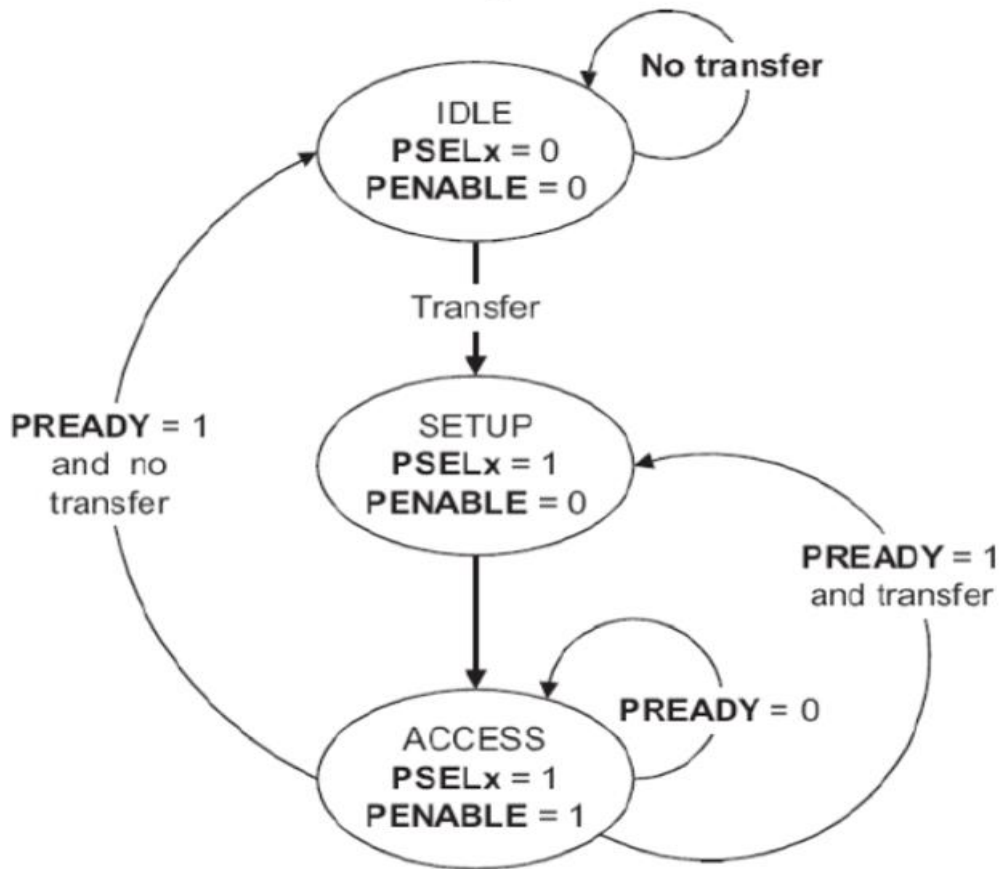 No transfer
IDLE
PSELx = 0
PENABLE = 0
Transfer
SETUP
PSELx = 1
PENABLE = 0
PREADY = 1
and no
transfer
PREADY = 1
and transfer
PREADY = 0
ACCESS
PSELx = 1
PENABLE = 1